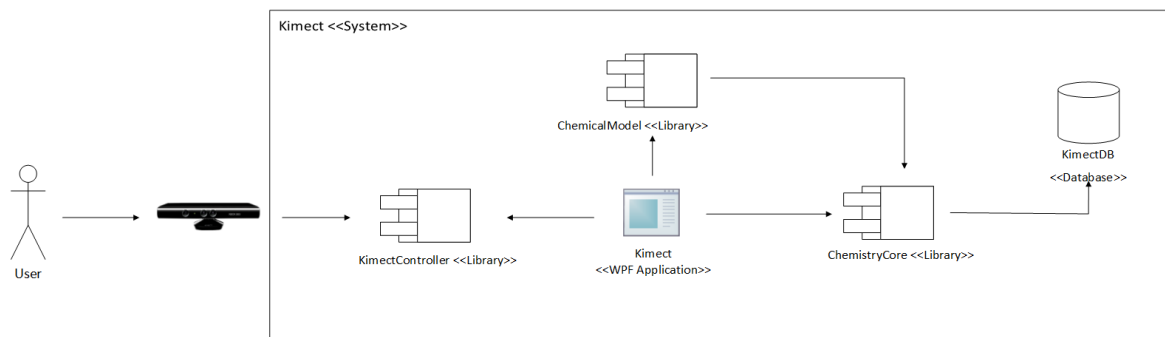 Kimect <<System>>
ChemicalModel <<Library>>
KimectDB
<<Database>>
User
KimectController <<Library>>
Kimect
<<WPF Application>>
ChemistryCore <<Library>>